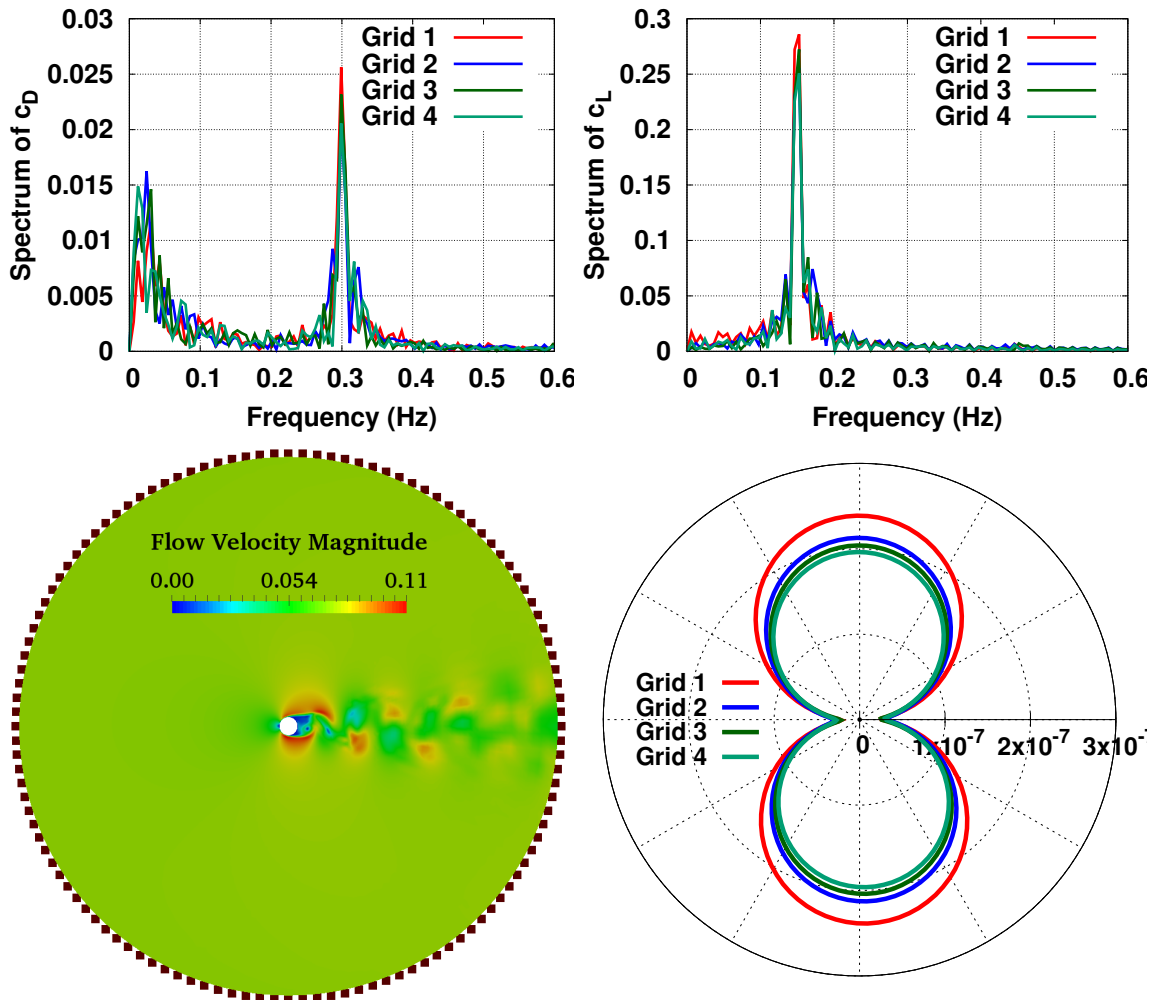 Spectrum of c_D
0.03
0.025
0.02
0.015
0.01
0.005
0
Grid 1
Grid 2
Grid 3
Grid 4
0 0.1 0.2 0.3 0.4 0.5 0.6
Frequency (Hz)
Spectrum of c_L
0.3
0.25
0.2
0.15
0.1
0.05
0
Grid 1
Grid 2
Grid 3
Grid 4
0 0.1 0.2 0.3 0.4 0.5 0.6
Frequency (Hz)
Flow Velocity Magnitude
0.00 0.054 0.11
Grid 1
Grid 2
Grid 3
Grid 4
0 1x10^-7 2x10^-7 3x10^-